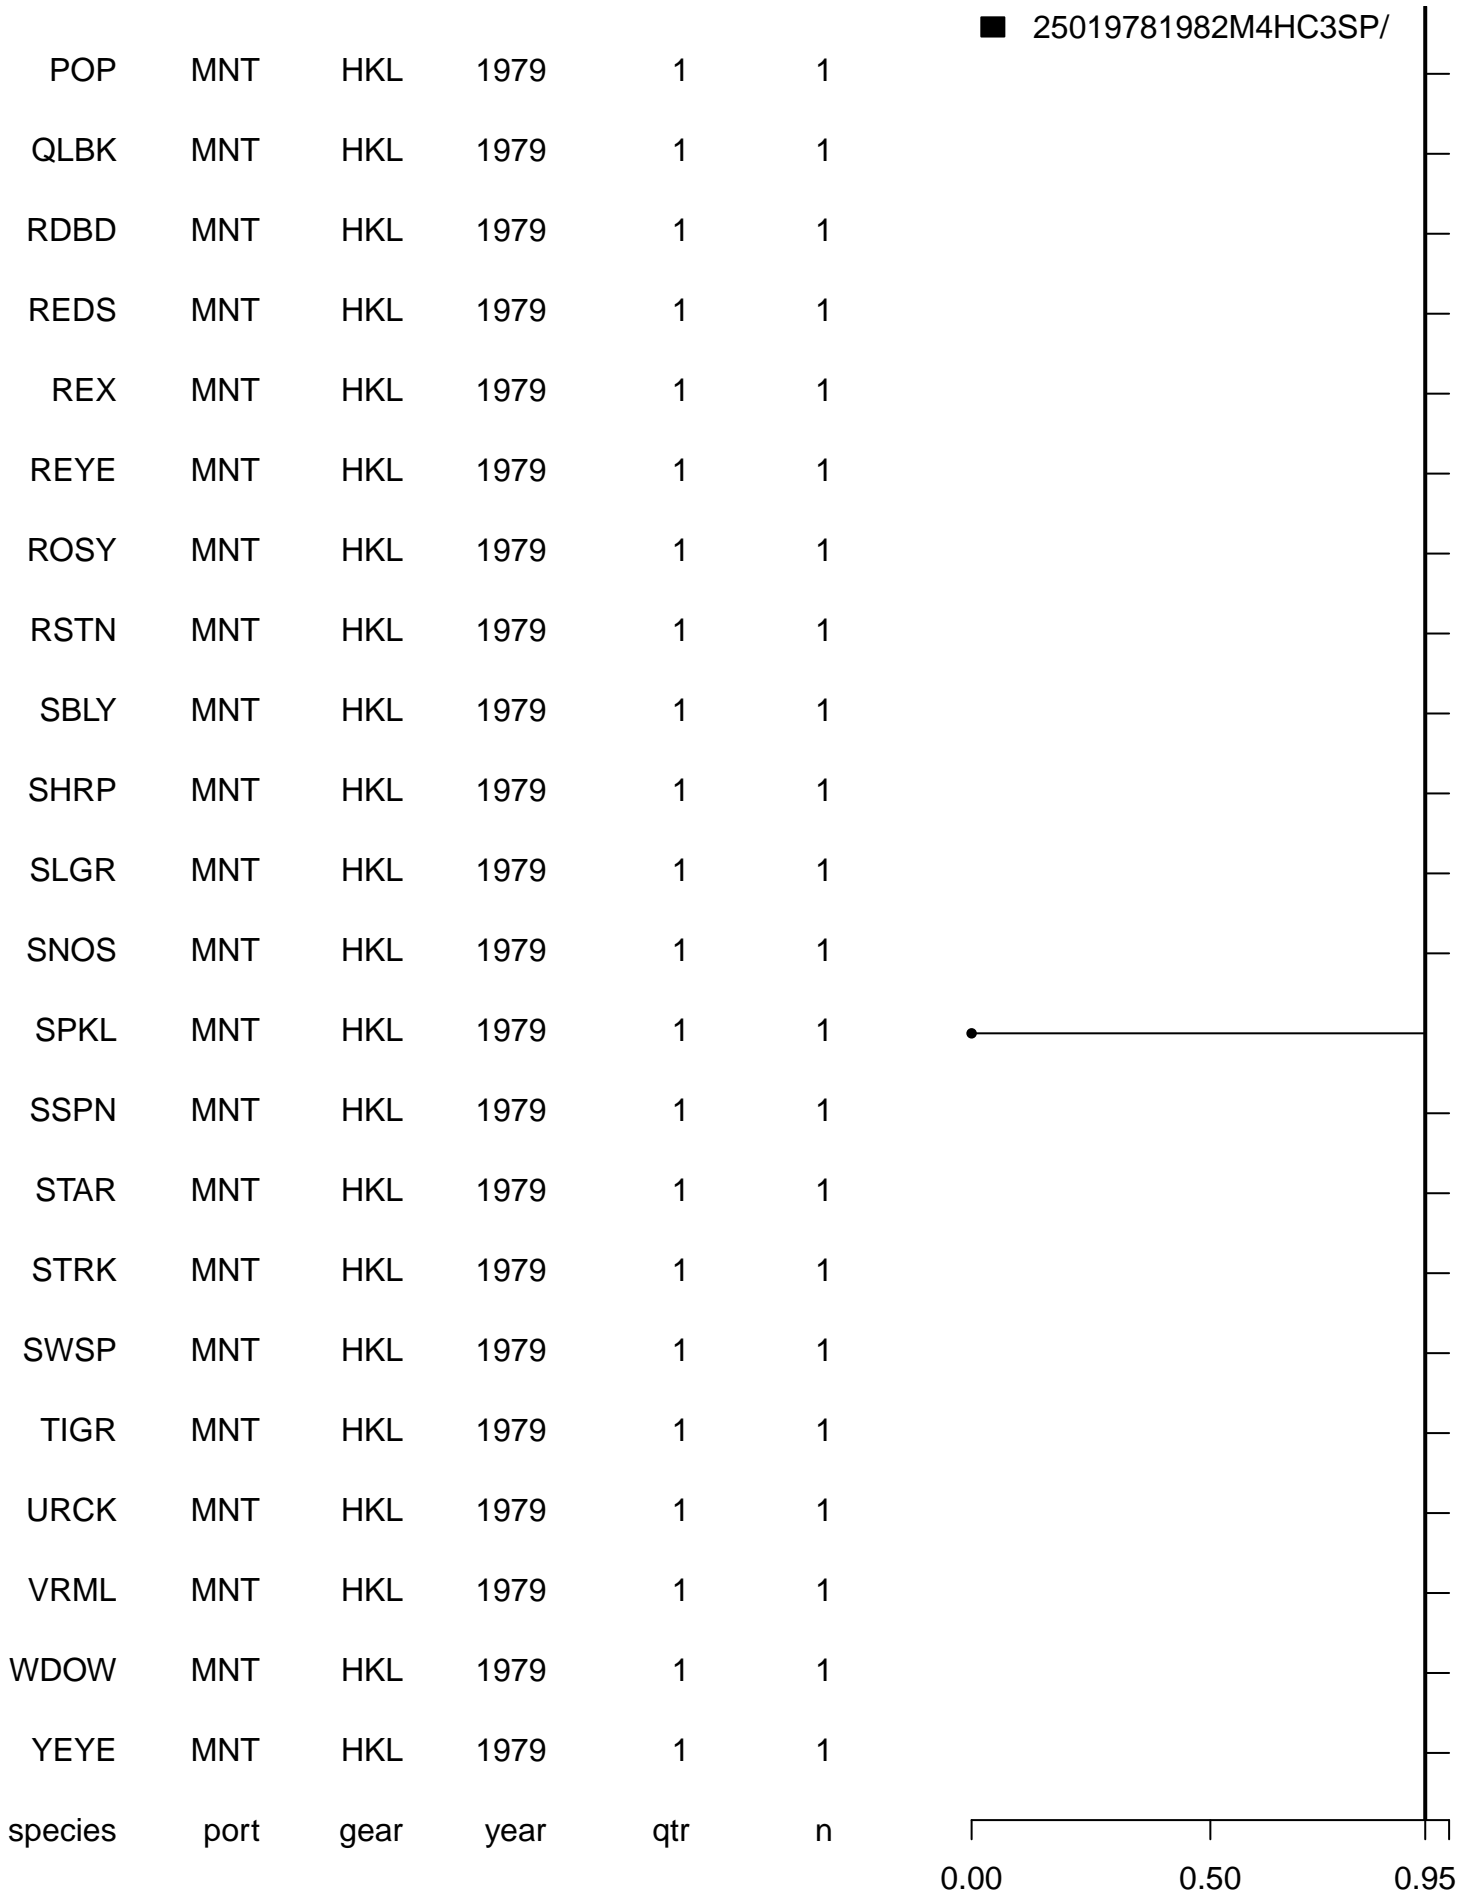 25019781982M4HC3SP/
POP MNT HKL 1979 1 1
QLBK MNT HKL 1979 1 1
RDBD MNT HKL 1979 1 1
REDS MNT HKL 1979 1 1
REX MNT HKL 1979 1 1
REYE MNT HKL 1979 1 1
ROSY MNT HKL 1979 1 1
RSTN MNT HKL 1979 1 1
SBLY MNT HKL 1979 1 1
SHRP MNT HKL 1979 1 1
SLGR MNT HKL 1979 1 1
SNOS MNT HKL 1979 1 1
SPKL MNT HKL 1979 1 1
SSPN MNT HKL 1979 1 1
STAR MNT HKL 1979 1 1
STRK MNT HKL 1979 1 1
SWSP MNT HKL 1979 1 1
TIGR MNT HKL 1979 1 1
URCK MNT HKL 1979 1 1
VRML MNT HKL 1979 1 1
WDOW MNT HKL 1979 1 1
YEYE MNT HKL 1979 1 1
species port gear year qtr n
0.00 0.50 0.95